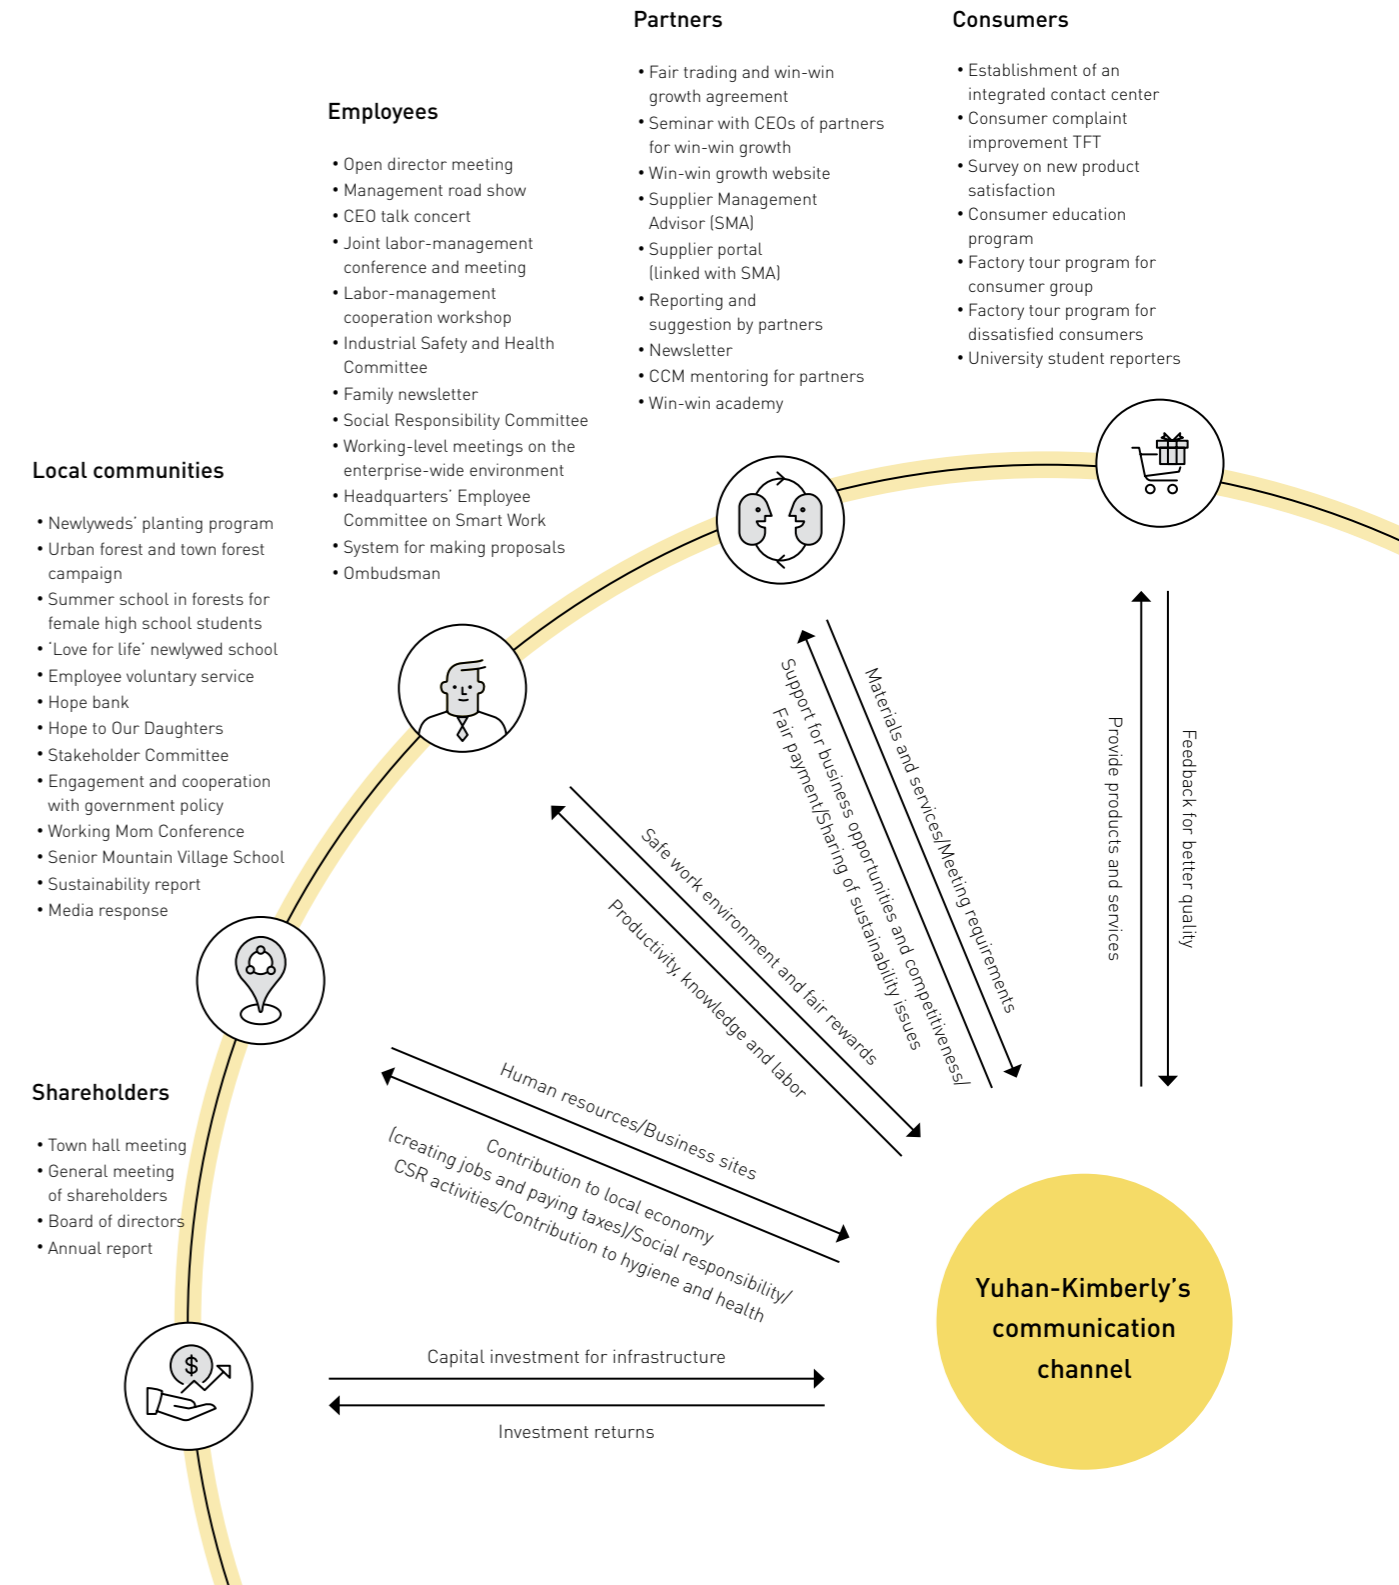 Partners
• Fair trading and win-win
growth agreement
• Seminar with CEOs of partners
for win-win growth
• Win-win growth website
• Supplier Management
Advisor (SMA)
• Supplier portal
(linked with SMA)
• Reporting and
suggestion by partners
• Newsletter
• CCM mentoring for partners
• Win-win academy
Consumers
• Establishment of an
integrated contact center
• Consumer complaint
improvement TFT
• Survey on new product
satisfaction
• Consumer education
program
• Factory tour program for
consumer group
• Factory tour program for
dissatisfied consumers
• University student reporters
Employees
• Open director meeting
• Management road show
• CEO talk concert
• Joint labor-management
conference and meeting
• Labor-management
cooperation workshop
• Industrial Safety and Health
Committee
• Family newsletter
• Social Responsibility Committee
• Working-level meetings on the
enterprise-wide environment
• Headquarters' Employee
Committee on Smart Work
• System for making proposals
• Ombudsman
Local communities
• Newlyweds' planting program
• Urban forest and town forest
campaign
• Summer school in forests for
female high school students
• 'Love for life' newlywed school
• Employee voluntary service
• Hope bank
• Hope to Our Daughters
• Stakeholder Committee
• Engagement and cooperation
with government policy
• Working Mom Conference
• Senior Mountain Village School
• Sustainability report
• Media response
Shareholders
• Town hall meeting
• General meeting
of shareholders
• Board of directors
• Annual report
$
Provide products and services
Feedback for better quality
Materials and services/Meeting requirements
Support for business opportunities and competitiveness/
Fair payment/Sharing of sustainability issues
Safe work environment and fair rewards
Productivity, knowledge and labor
Human resources/Business sites
Contribution to local economy
(creating jobs and paying taxes)/Social responsibility/
CSR activities/Contribution to hygiene and health
Capital investment for infrastructure
Investment returns
Yuhan-Kimberly's
communication
channel